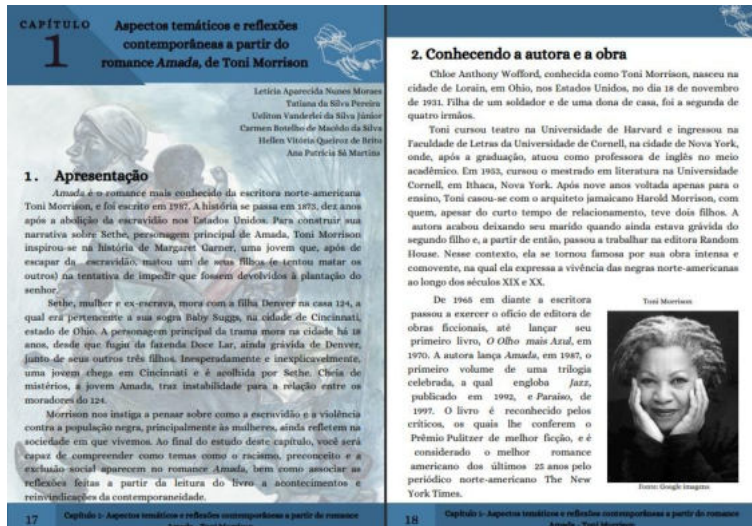 CAPÍTULO
1
Aspectos temáticos e reflexões
contemporâneas a partir do
romance Amada, de Toni Morrison
Letícia Aparecida Nunes Moraes
Tatiana da Silva Pereira
Ueliton Vanderlei da Silva Júnior
Carmen Botelho de Macêdo da Silva
Hellen Vitória Queiroz de Brito
Ana Patrícia Sá Martins
1. Apresentação
Amada é o romance mais conhecido da escritora norte-americana
Toni Morrison, e foi escrito em 1987. A história se passa em 1873, dez anos
após a abolição da escravidão nos Estados Unidos. Para construir sua
narrativa sobre Sethe, personagem principal de Amada, Toni Morrison
inspirou-se na história de Margaret Garner, uma jovem que, após de
escapar da escravidão, matou um de seus filhos (e tentou matar os
outros) na tentativa de impedir que fossem devolvidos à plantação do
senhor.
Sethe, mulher e ex-escrava, mora com a filha Denver na casa 124, a
qual era pertencente a sua sogra Baby Suggs, na cidade de Cincinnati,
estado de Ohio. A personagem principal da trama mora na cidade há 18
anos, desde que fugiu da fazenda Doce Lar, ainda grávida de Denver,
junto de seus outros três filhos. Inesperadamente e inexplicavelmente,
uma jovem chega em Cincinnati e é acolhida por Sethe. Cheia de
mistérios, a jovem Amada, traz instabilidade para a relação entre os
moradores do 124.
Morrison nos instiga a pensar sobre como a escravidão e a violência
contra a população negra, principalmente às mulheres, ainda refletem na
sociedade em que vivemos. Ao final do estudo deste capítulo, você será
capaz de compreender como temas como o racismo, preconceito e a
exclusão social aparecem no romance Amada, bem como associar as
reflexões feitas a partir da leitura do livro a acontecimentos e
reinvindicações da contemporaneidade.
17
Capítulo 1- Aspectos temáticos e reflexões contemporâneas a partir do romance
Amada - Toni Morrison
2. Conhecendo a autora e a obra
Chloe Anthony Wofford, conhecida como Toni Morrison, nasceu na
cidade de Lorain, em Ohio, nos Estados Unidos, no dia 18 de novembro
de 1931. Filha de um soldador e de uma dona de casa, foi a segunda de
quatro irmãos.
Toni cursou teatro na Universidade de Harvard e ingressou na
Faculdade de Letras da Universidade de Cornell, na cidade de Nova York,
onde, após a graduação, atuou como professora de inglês no meio
acadêmico. Em 1953, cursou o mestrado em literatura na Universidade
Cornell, em Ithaca, Nova York. Após nove anos voltada apenas para o
ensino, Toni casou-se com o arquiteto jamaicano Harold Morrison, com
quem, apesar do curto tempo de relacionamento, teve dois filhos. A
autora acabou deixando seu marido quando ainda estava grávida do
segundo filho e, a partir de então, passou a trabalhar na editora Random
House. Nesse contexto, ela se tornou famosa por sua obra intensa e
comovente, na qual ela expressa a vivência das negras norte-americanas
ao longo dos séculos XIX e XX.
De 1965 em diante a escritora
passou a exercer o ofício de editora de
obras ficcionais, até lançar seu
primeiro livro, O Olho mais Azul, em
1970. A autora lança Amada, em 1987, o
primeiro volume de uma trilogia
celebrada, a qual engloba Jazz,
publicado em 1992, e Paraíso, de
1997. O livro é reconhecido pelos
críticos, os quais lhe conferem o
Prêmio Pulitzer de melhor ficção, e é
considerado o melhor romance
americano dos últimos 25 anos pelo
periódico norte-americano The
New York Times.
Toni Morrison
Fonte: Google imagens
18
Capítulo 1- Aspectos temáticos e reflexões contemporâneas a partir do romance
Amada - Toni Morrison